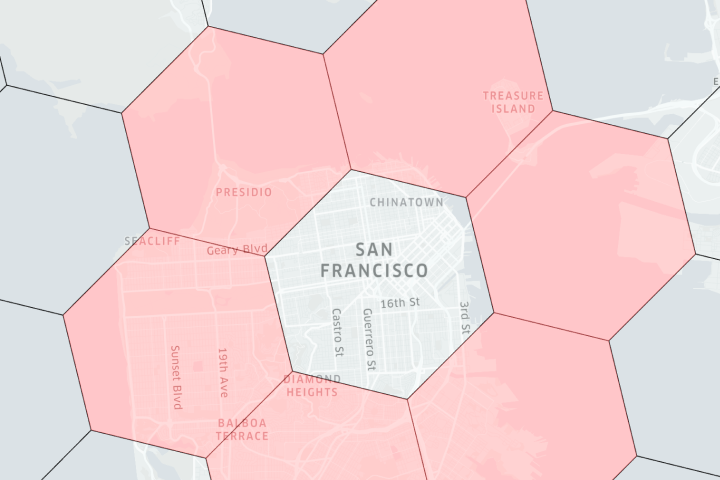 E
TREASURE
ISLAND
PRESIDIO
CHINATOWN
SEACLIFF
Geary Blvd
SAN
FRANCISCO
16th St
3rd St
Castro St
Guerrero St
Sunset Blvd
19th Ave
DIAMOND
HEIGHTS
BALBOA
TERRACE